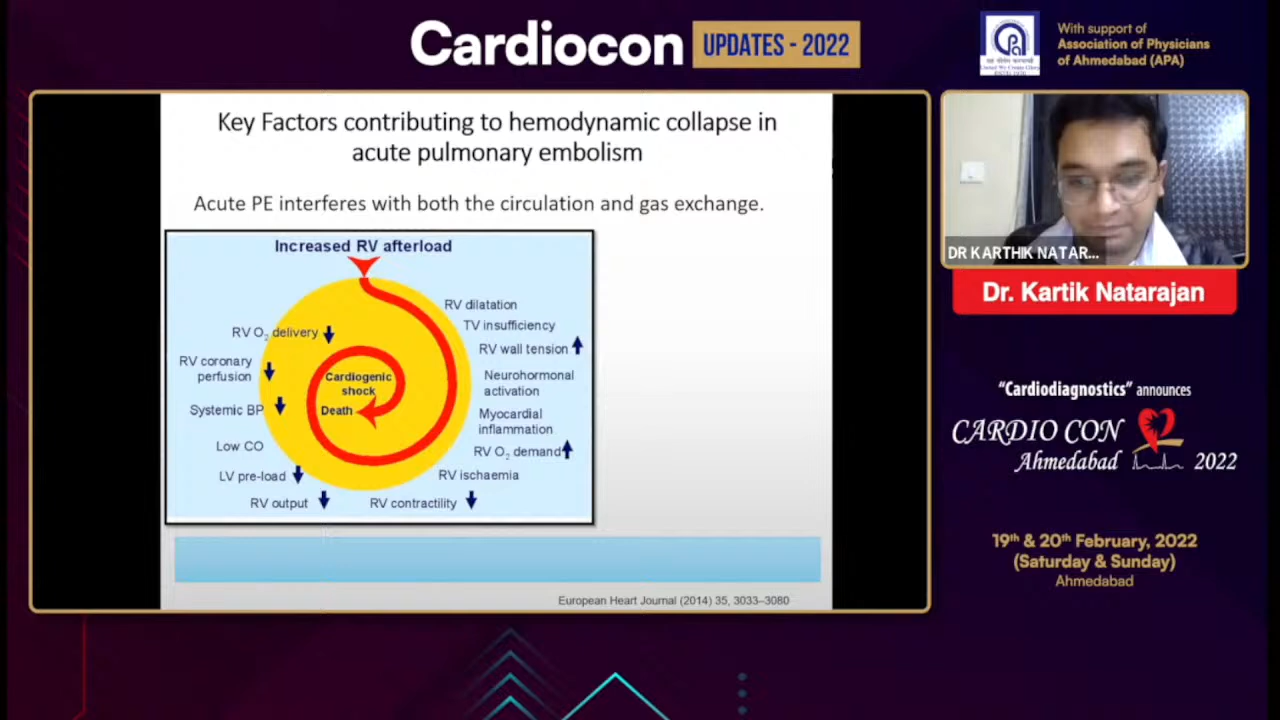 Cardiocon UPDATES - 2022
With support of
Association of Physicians
of Ahmedabad (APA)
Key Factors contributing to hemodynamic collapse in
acute pulmonary embolism
Acute PE interferes with both the circulation and gas exchange.
Increased RV afterload
RV dilatation
TV insufficiency
RV wall tension
Neurohormonal
activation
Myocardial
inflammation
RV O₂ demand
RV ischaemia
RV contractility
RV output
LV pre-load
Low CO
Systemic BP
RV coronary
perfusion
RV O₂ delivery
Cardiogenic
shock
Death
European Heart Journal (2014) 35, 3033–3080
DR KARTHIK NATAR...
Dr. Kartik Natarajan
“Cardiodiagnostics” announces
CARDIO CON
Ahmedabad 2022
19th & 20th February, 2022
(Saturday & Sunday)
Ahmedabad